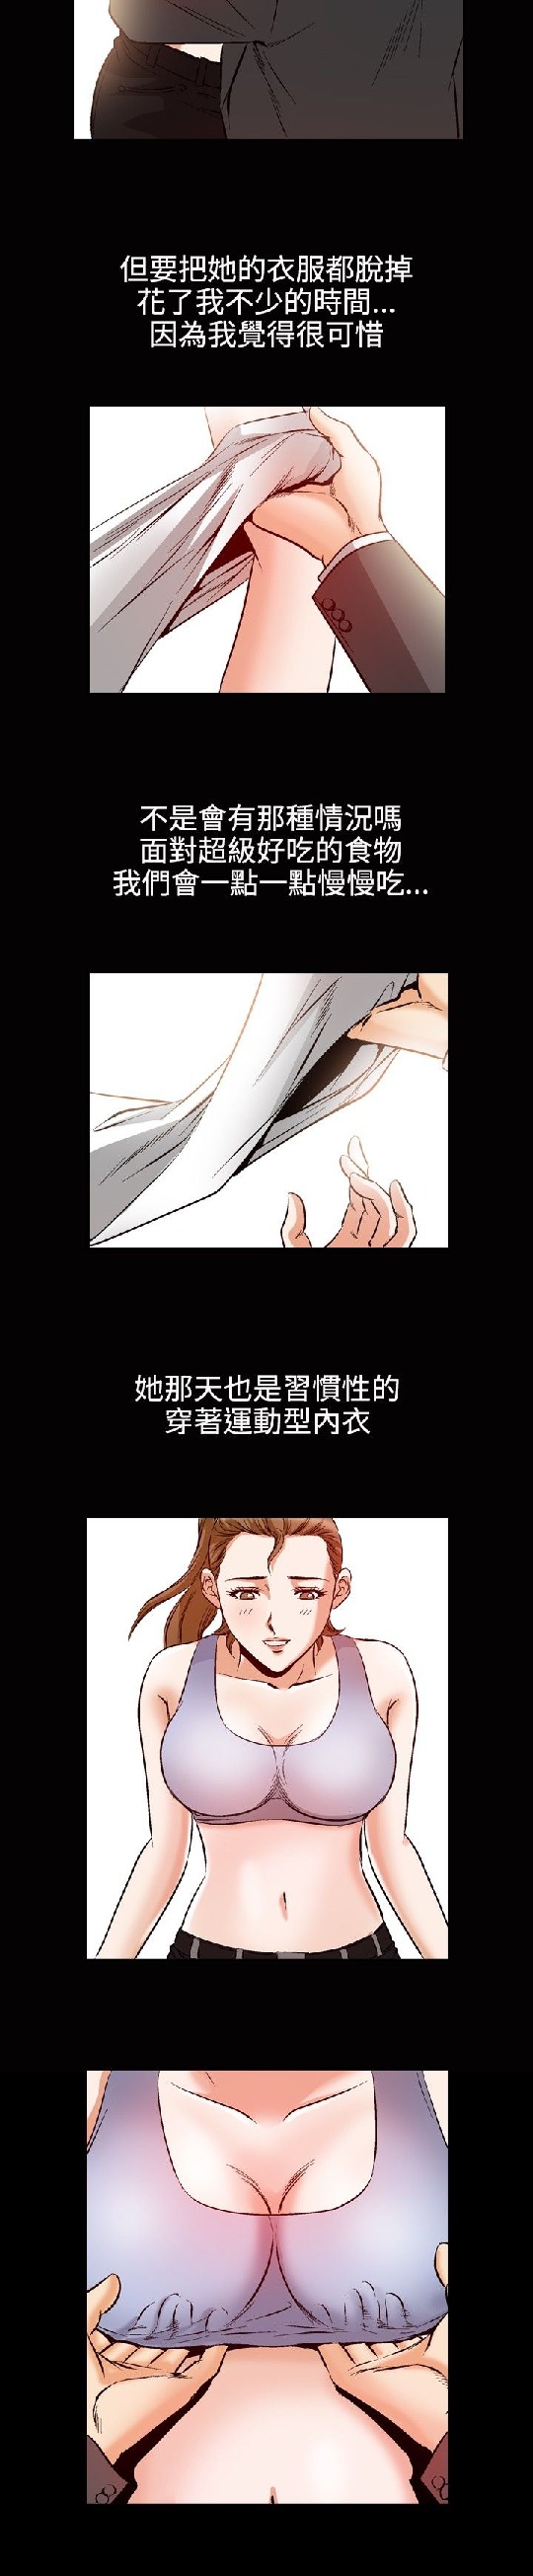 但要把她的衣服都脫掉
花了我不少的時間...
因為我覺得很可惜
不是會有那種情況嗎
面對超級好吃的食物
我們會一點一點慢慢吃...
她那天也是習慣性的
穿著運動型內衣